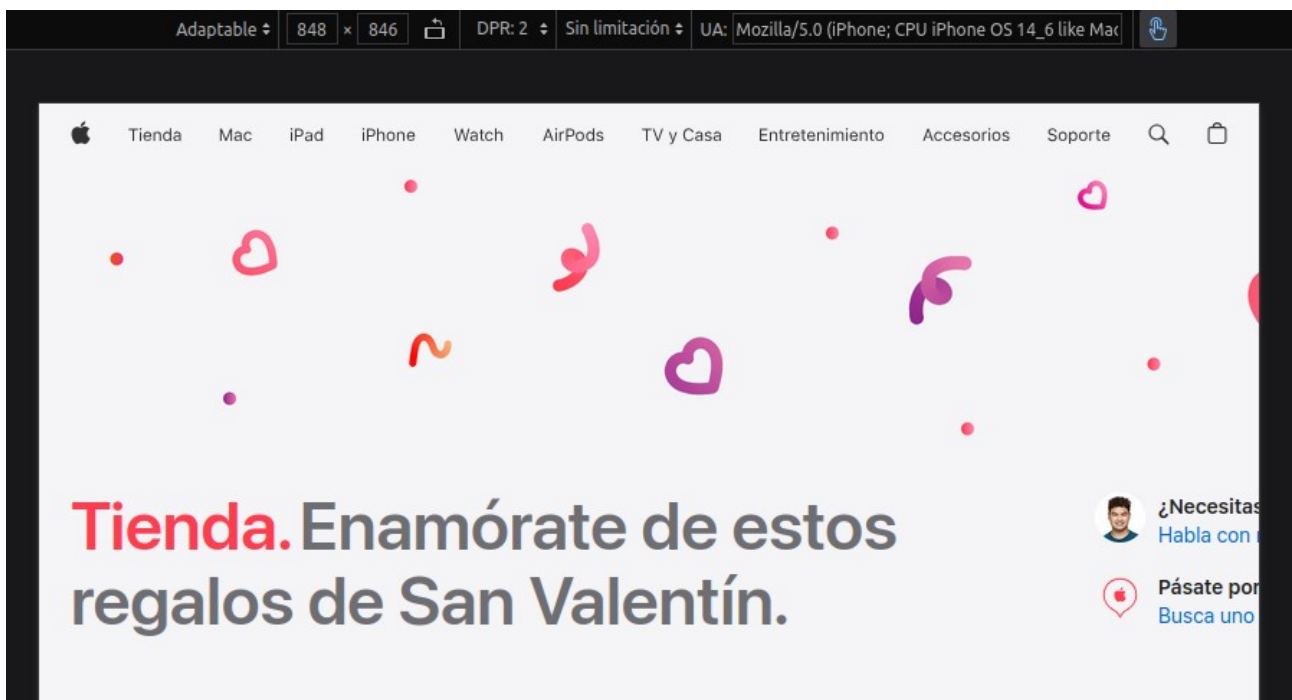 Adaptable 848 × 846 DPR: 2 Sin limitación UA: Mozilla/5.0 (iPhone; CPU iPhone OS 14_6 like Mac
Tienda Mac iPad iPhone Watch AirPods TV y Casa Entretenimiento Accesorios Soporte
Tienda. Enamórate de estos
regalos de San Valentín.
¿Necesitas
Habla con
Pásate por
Busca uno